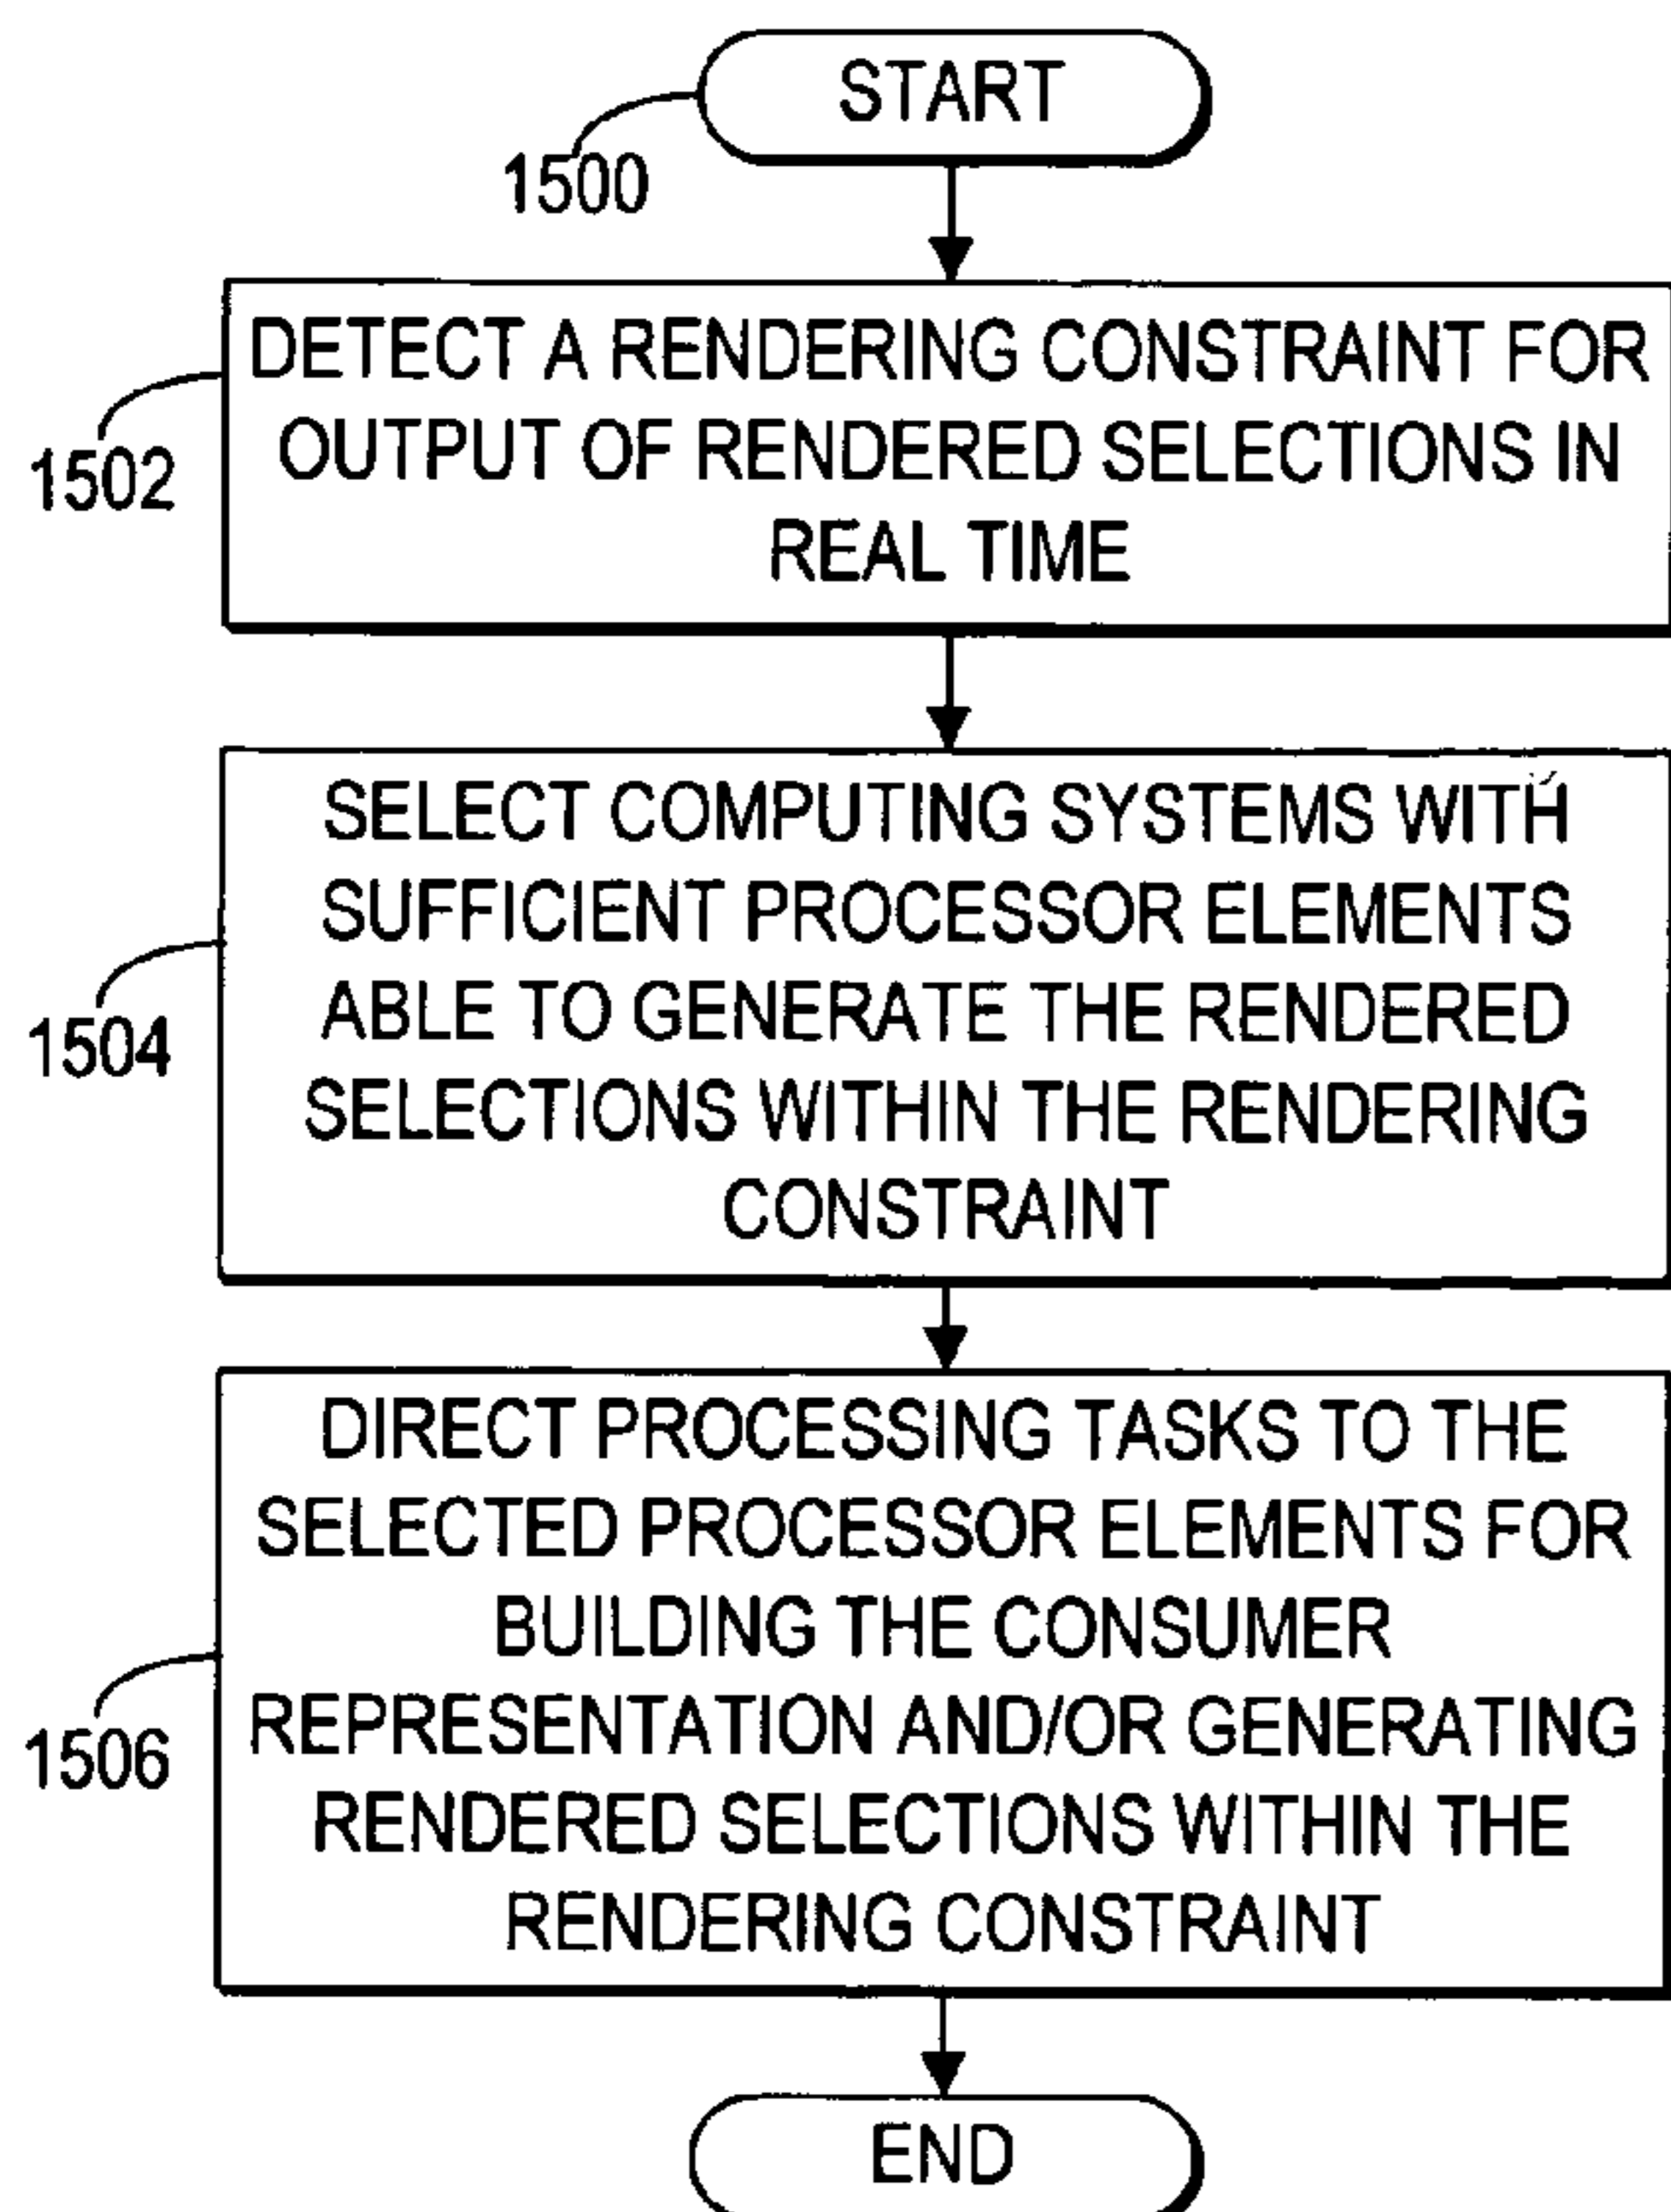 START
1500
DETECT A RENDERING CONSTRAINT FOR
OUTPUT OF RENDERED SELECTIONS IN
REAL TIME
1502
SELECT COMPUTING SYSTEMS WITH
SUFFICIENT PROCESSOR ELEMENTS
ABLE TO GENERATE THE RENDERED
SELECTIONS WITHIN THE RENDERING
CONSTRAINT
1504
DIRECT PROCESSING TASKS TO THE
SELECTED PROCESSOR ELEMENTS FOR
BUILDING THE CONSUMER
REPRESENTATION AND/OR GENERATING
RENDERED SELECTIONS WITHIN THE
RENDERING CONSTRAINT
1506
END